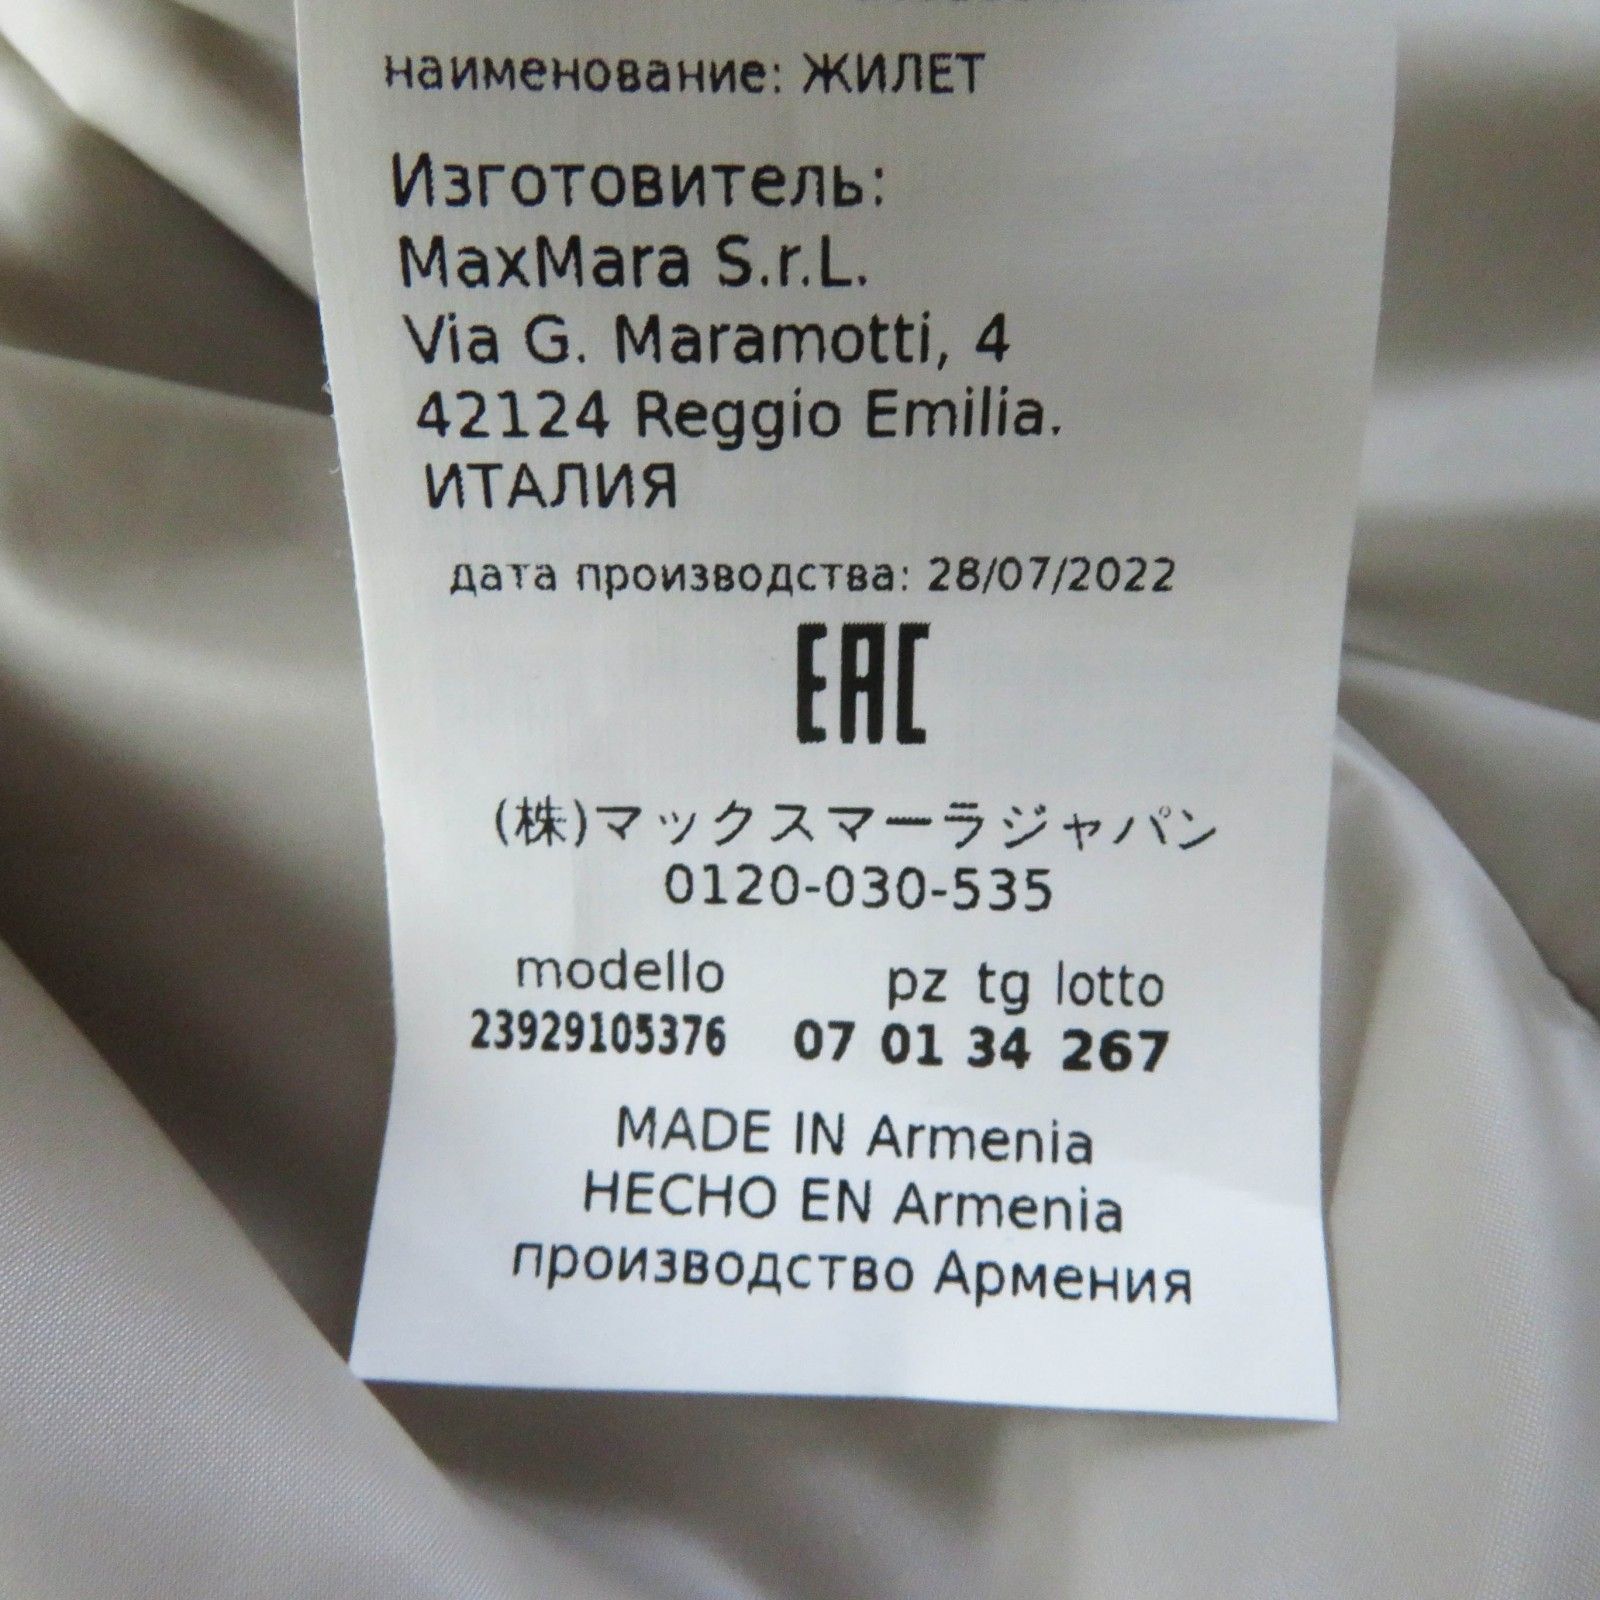 наименование: ЖИЛЕТ
Изготовитель:
MaxMara S.r.L.
Via G. Maramotti, 4
42124 Reggio Emilia.
ИТАЛИЯ
дата производства: 28/07/2022
EAC
(株)マックスマーラジャパン
0120-030-535
modello pz tg lotto
23929105376 07 01 34 267
MADE IN Armenia
HECHO EN Armenia
производство Армения